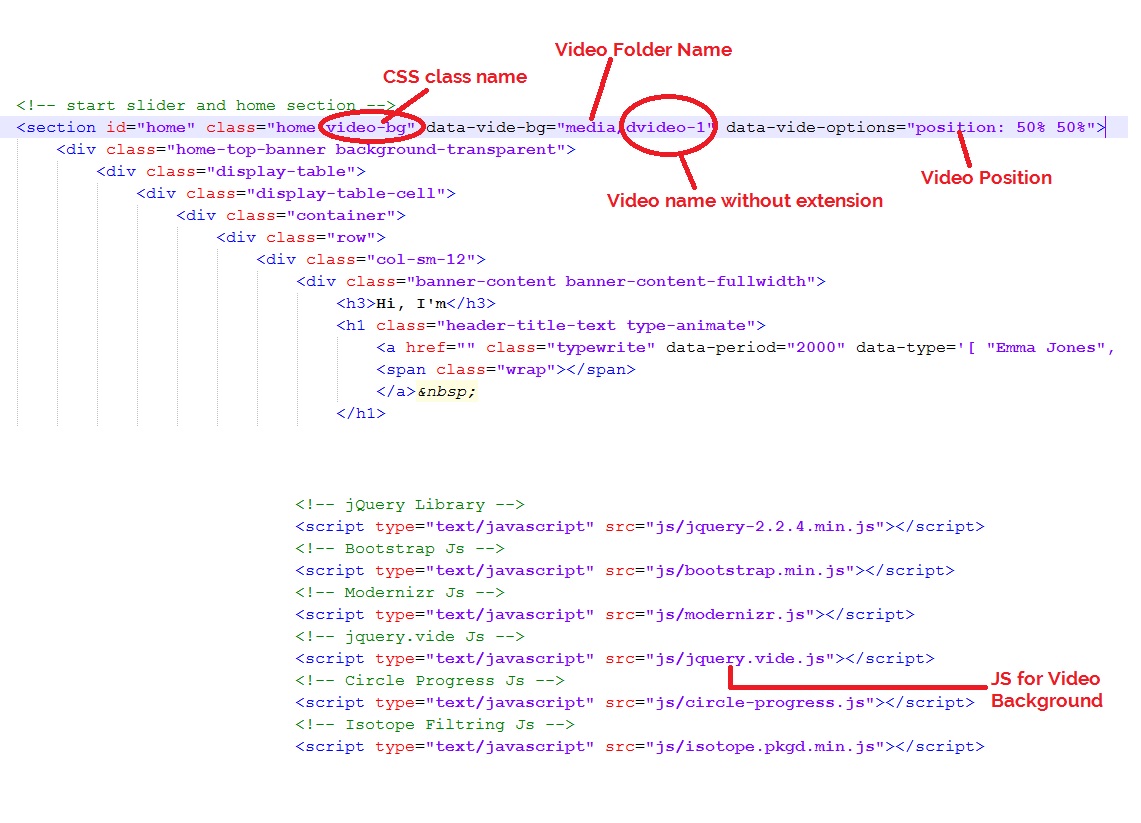 Video Folder Name
CSS class name
<!-- start slider and home section -->
<section id="home" class="home video-bg" data-vide-bg="media/dvideo-1" data-vide-options="position: 50% 50%">
<div class="home-top-banner background-transparent">
<div class="display-table">
Video Position
<div class="display-table-cell">
Video name without extension
<div class="container">
<div class="row">
<div class="col-sm-12">
<div class="banner-content banner-content-fullwidth">
<h3>Hi, I'm</h3>
<h1 class="header-title-text type-animate">
<a href="" class="typewrite" data-period="2000" data-type='[ "Emma Jones",
<span class="wrap"></span>
</a>&nbsp;
</h1>
<!-- jQuery Library -->
<script type="text/javascript" src="js/jquery-2.2.4.min.js"></script>
<!-- Bootstrap Js -->
<script type="text/javascript" src="js/bootstrap.min.js"></script>
<!-- Modernizr Js -->
<script type="text/javascript" src="js/modernizr.js"></script>
<!-- jquery.vide Js -->
<script type="text/javascript" src="js/jquery.vide.js"></script>
<!-- Circle Progress Js -->
JS for Video
Background
<script type="text/javascript" src="js/circle-progress.js"></script>
<!-- Isotope Filtring Js -->
<script type="text/javascript" src="js/isotope.pkgd.min.js"></script>